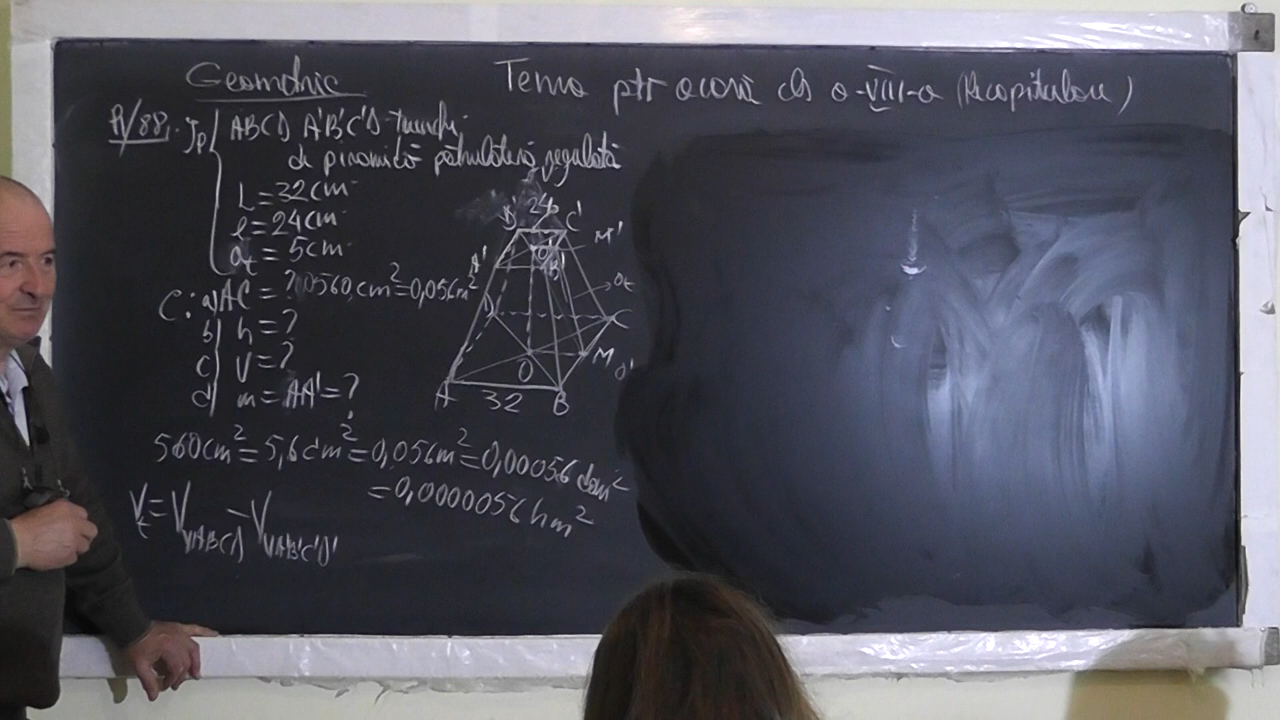 Geometrie
Tema ptr acasă cls a-VIII-a (Recapitulare)
P/88. Ip ABCD A'B'C'D' trunchi
de piramidă patrulateră regulată
L = 32 cm
l = 24 cm
at = 5 cm
C: a) Al = ? 560 cm² = 0,056 m²
b) h = ?
c) V = ?
d) m = AA' = ?
B' 24 C'
M'
A' O' B'
at
D C
M
O
A 32 B
560 cm² = 5,6 dm² = 0,056 m² = 0,00056 dam²
= 0,0000056 hm²
Vt = VVABCD - VVA'B'C'D'